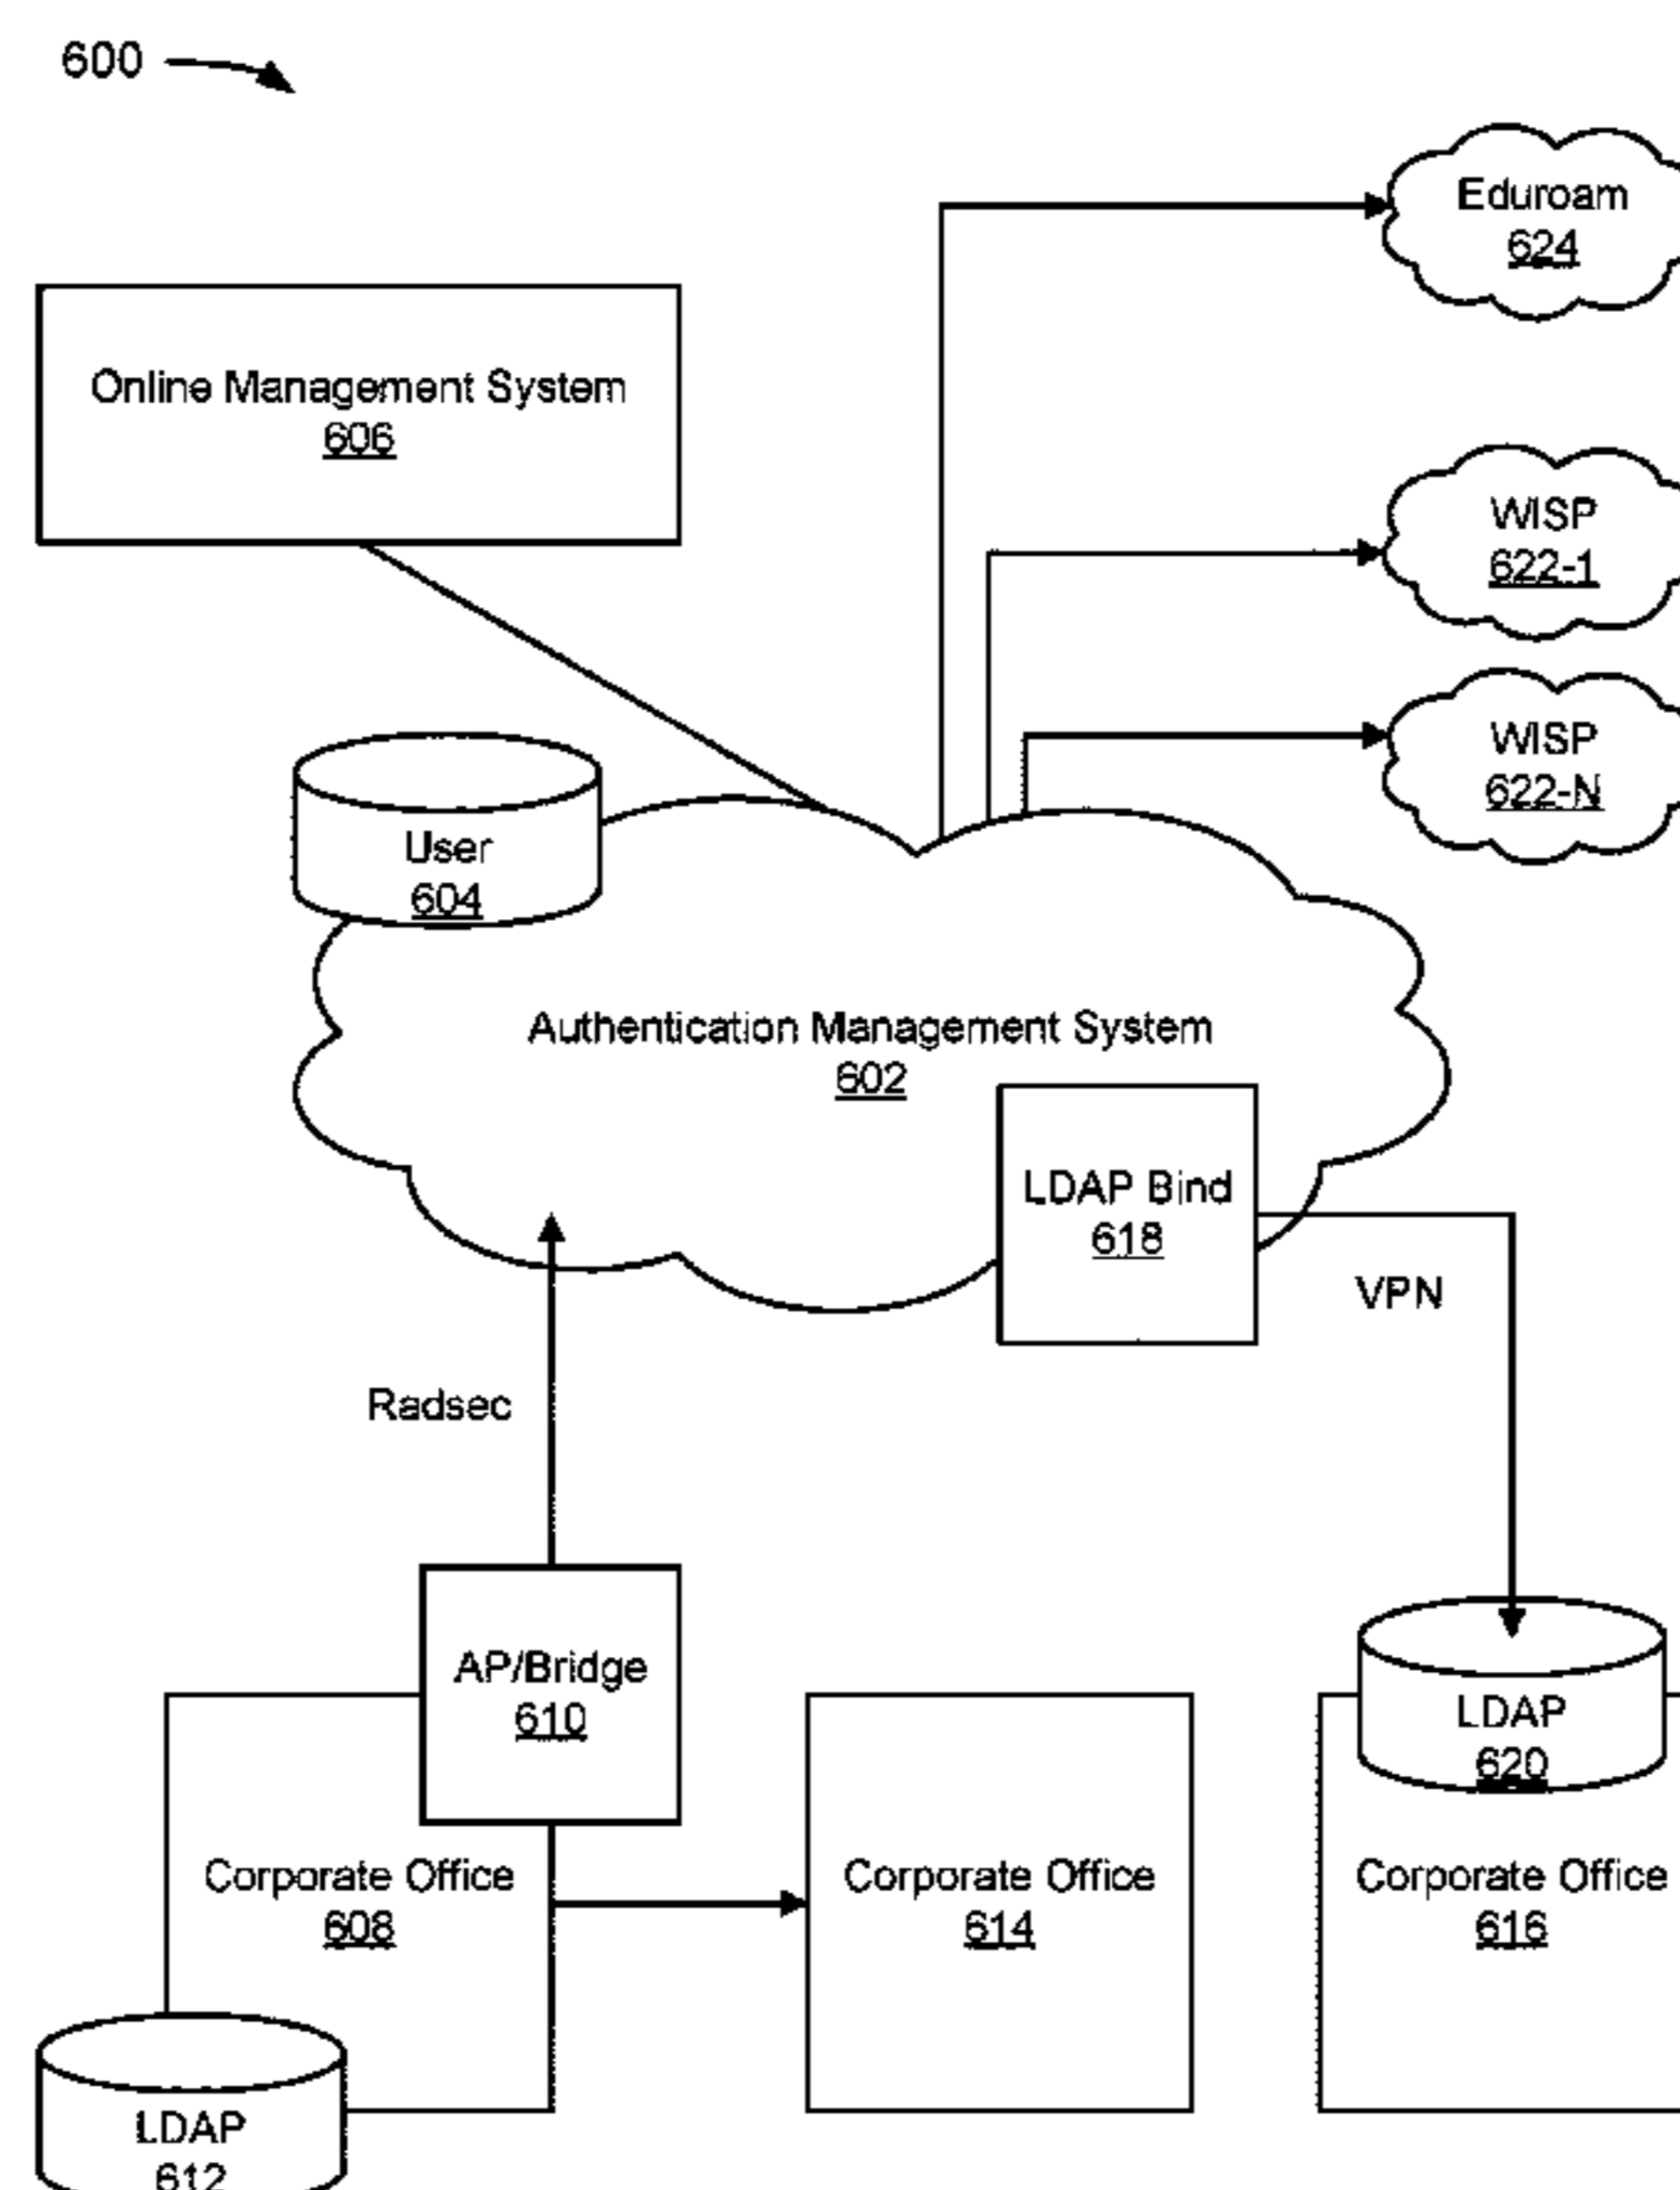 600
Eduroam
624
Online Management System
606
WISP
622-1
WISP
622-N
User
604
Authentication Management System
602
LDAP Bind
618
VPN
Radsec
AP/Bridge
610
LDAP
620
Corporate Office
608
Corporate Office
614
Corporate Office
616
LDAP
612